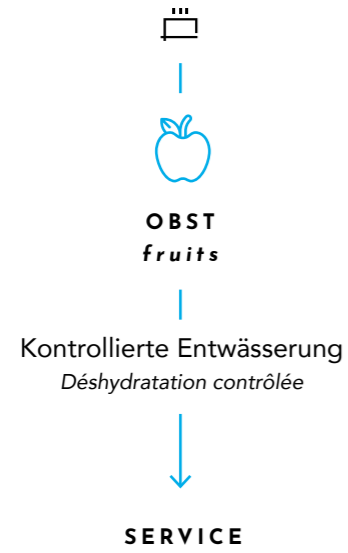 OBST
fruits
Kontrollierte Entwässerung
Déshydratation contrôlée
SERVICE